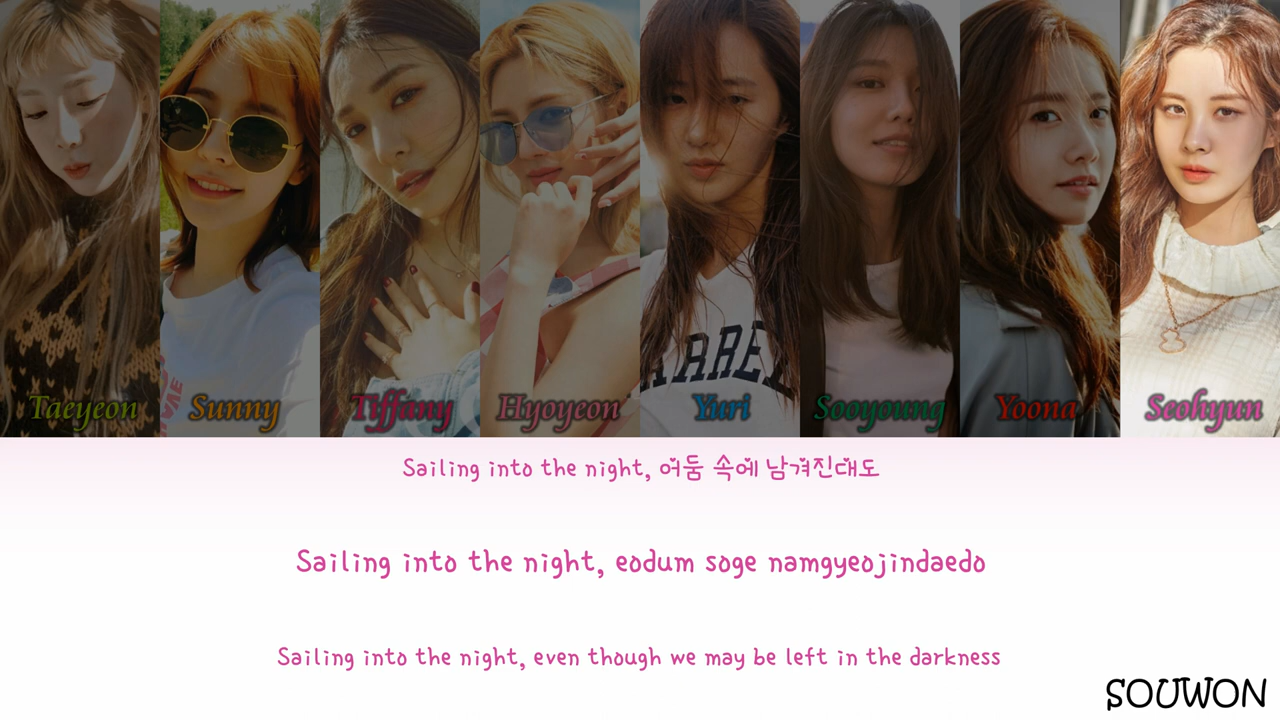 Taeyeon Sunny Tiffany Hyoyeon Yuri Sooyoung Yoona Seohyun
Sailing into the night, 어둠 속에 남겨진대도
Sailing into the night, eodum soge namgyeojindaedo
Sailing into the night, even though we may be left in the darkness
SOUWON